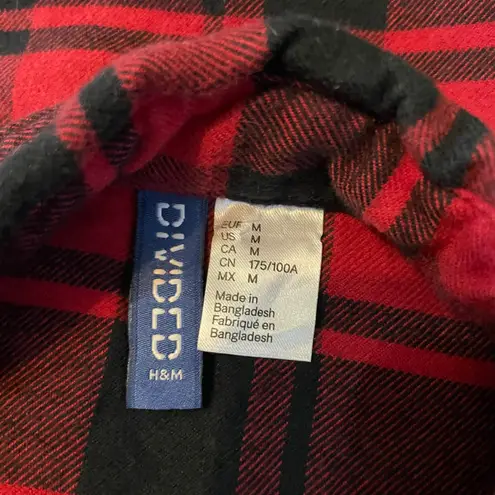 DIVIDED
H&M
EUR M
US M
CA M
CN 175/100A
MX M
Made in
Bangladesh
Fabriqué en
Bangladesh